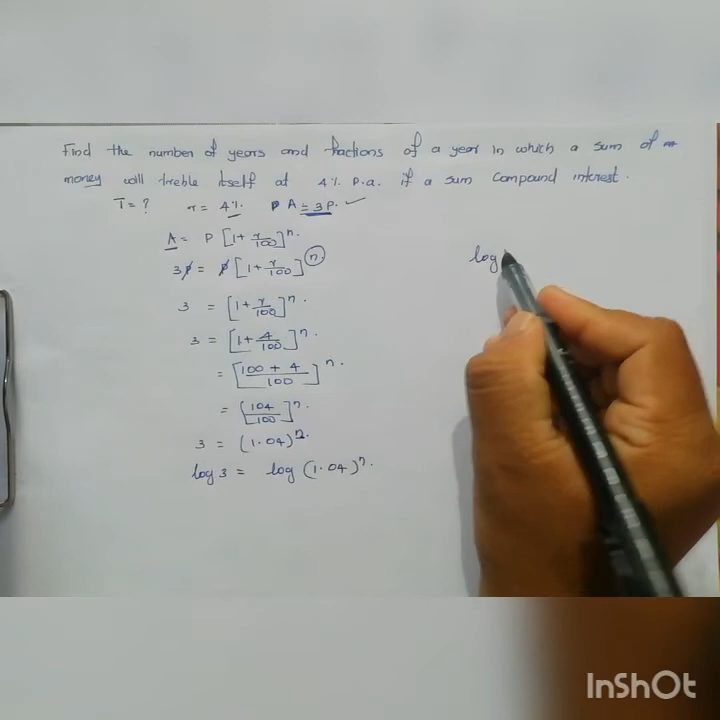 Find the number of years and fractions of a year in which a sum of
money will treble itself at 4% p.a. if a sum compound interest.
T = ? r = 4% P A = 3P. ✓
A = P [1 + r/100]^n.
3P = P [1 + r/100]^n
3 = [1 + r/100]^n.
3 = [1 + 4/100]^n.
= [100 + 4/100]^n.
= [104/100]^n.
3 = (1.04)^n.
log 3 = log (1.04)^n.
log
InShOt